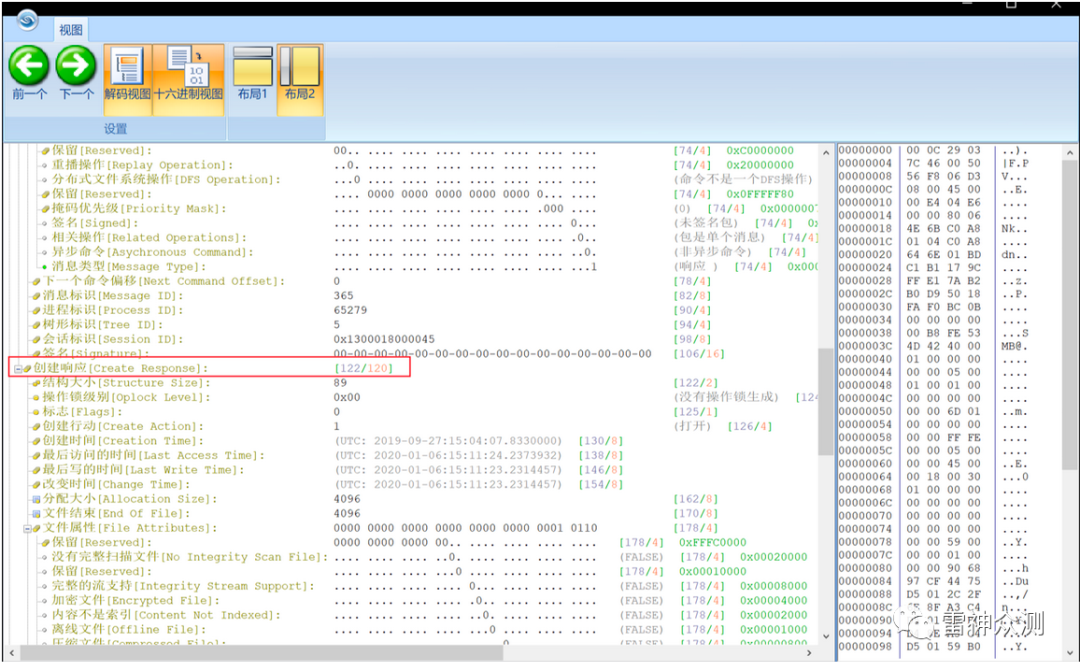 视图
前一个 下一个 解码视图 十六进制视图 布局1 布局2
设置
保留[Reserved]: 00.. .... .... .... .... .... .... .... [74/4] 0xC0000000
重播操作[Replay Operation]: ..0. .... .... .... .... .... .... .... [74/4] 0x20000000
分布式文件系统操作[DFS Operation]: ...0 .... .... .... .... .... .... .... (命令不是一个DFS操作)
保留[Reserved]: .... 0000 0000 0000 0000 0000 0... .... [74/4] 0x0FFFFF80
掩码优先级[Priority Mask]: .... .... .... .... .... .... .000 .... (0) [74/4] 0x0000007
签名[Signed]: .... .... .... .... .... .... .... 0... (未签名包) [74/4] 0x
相关操作[Related Operations]: .... .... .... .... .... .... .... .0.. (包是单个消息) [74/4]
异步命令[Asychronous Command]: .... .... .... .... .... .... .... ..0. (非异步命令) [74/4]
消息类型[Message Type]: .... .... .... .... .... .... .... ...1 (响应 ) [74/4] 0x000
下一个命令偏移[Next Command Offset]: 0 [78/4]
消息标识[Message ID]: 365 [82/8]
进程标识[Process ID]: 65279 [90/4]
树形标识[Tree ID]: 5 [94/4]
会话标识[Session ID]: 0x1300018000045 [98/8]
签名[Signature]: 00-00-00-00-00-00-00-00-00-00-00-00-00-00-00-00 [106/16]
创建响应[Create Response]: [122/120]
结构大小[Structure Size]: 89 [122/2]
操作锁级别[Oplock Level]: 0x00 (没有操作锁生成) [124
标志[Flags]: 0 [125/1]
创建行动[Create Action]: 1 (打开) [126/4]
创建时间[Creation Time]: (UTC: 2019-09-27:15:04:07.8330000) [130/8]
最后访问的时间[Last Access Time]: (UTC: 2020-01-06:15:11:24.2373932) [138/8]
最后写的时间[Last Write Time]: (UTC: 2020-01-06:15:11:23.2314457) [146/8]
改变时间[Change Time]: (UTC: 2020-01-06:15:11:23.2314457) [154/8]
分配大小[Allocation Size]: 4096 [162/8]
文件结束[End Of File]: 4096 [170/8]
文件属性[File Attributes]: 0000 0000 0000 0000 0000 0000 0001 0110 [178/4]
保留[Reserved]: 0000 0000 0000 00.. .... .... .... .... [178/4] 0xFFFC0000
没有完整扫描文件[No Integrity Scan File]: .... .... .... ..0. .... .... .... .... (FALSE) [178/4] 0x00020000
保留[Reserved]: .... .... .... ...0 .... .... .... .... [178/4] 0x00010000
完整的流支持[Integrity Stream Support]: .... .... .... .... 0... .... .... .... (FALSE) [178/4] 0x00008000
加密文件[Encrypted File]: .... .... .... .... .0.. .... .... .... (FALSE) [178/4] 0x00004000
内容不是索引[Content Not Indexed]: .... .... .... .... ..0. .... .... .... (FALSE) [178/4] 0x00002000
离线文件[Offline File]: .... .... .... .... ...0 .... .... .... (FALSE) [178/4] 0x00001000
压缩文件[Compressed File]: .... .... .... .... .... 0... .... .... (FALSE) [178/4] 0x00000800
00000000 00 0C 29 03 ..).
00000004 7C 46 00 50 |F.P
00000008 56 F8 06 D3 V...
0000000C 08 00 45 00 ..E.
00000010 00 E4 04 E6 ....
00000014 00 00 80 06 ....
00000018 4E 6B C0 A8 Nk..
0000001C 01 04 C0 A8 ....
00000020 64 6E 01 BD dn..
00000024 C1 B1 17 9C ....
00000028 FF E1 7A B2 ..z.
0000002C B0 D9 50 18 ..P.
00000030 FA F0 BC 0B ....
00000034 00 00 00 00 ....
00000038 00 B8 FE 53 ...S
0000003C 4D 42 40 00 MB@.
00000040 01 00 00 00 ....
00000044 00 00 05 00 ....
00000048 01 00 01 00 ....
0000004C 00 00 00 00 ....
00000050 00 00 6D 01 ..m.
00000054 00 00 00 00 ....
00000058 00 00 FF FE ....
0000005C 00 00 05 00 ....
00000060 00 00 45 00 ..E.
00000064 00 18 00 30 ...0
00000068 01 00 00 00 ....
0000006C 00 00 00 00 ....
00000070 00 00 00 00 ....
00000074 00 00 00 00 ....
00000078 00 00 59 00 ..Y.
0000007C 00 00 01 00 ....
00000080 00 00 90 68 ...h
00000084 97 CF 44 75 ..Du
00000088 D5 01 2C 2F ..,/
0000008C 8F A3 C4
00000094
00000098 D5 01 59 B0 ..Y.
雷神众测